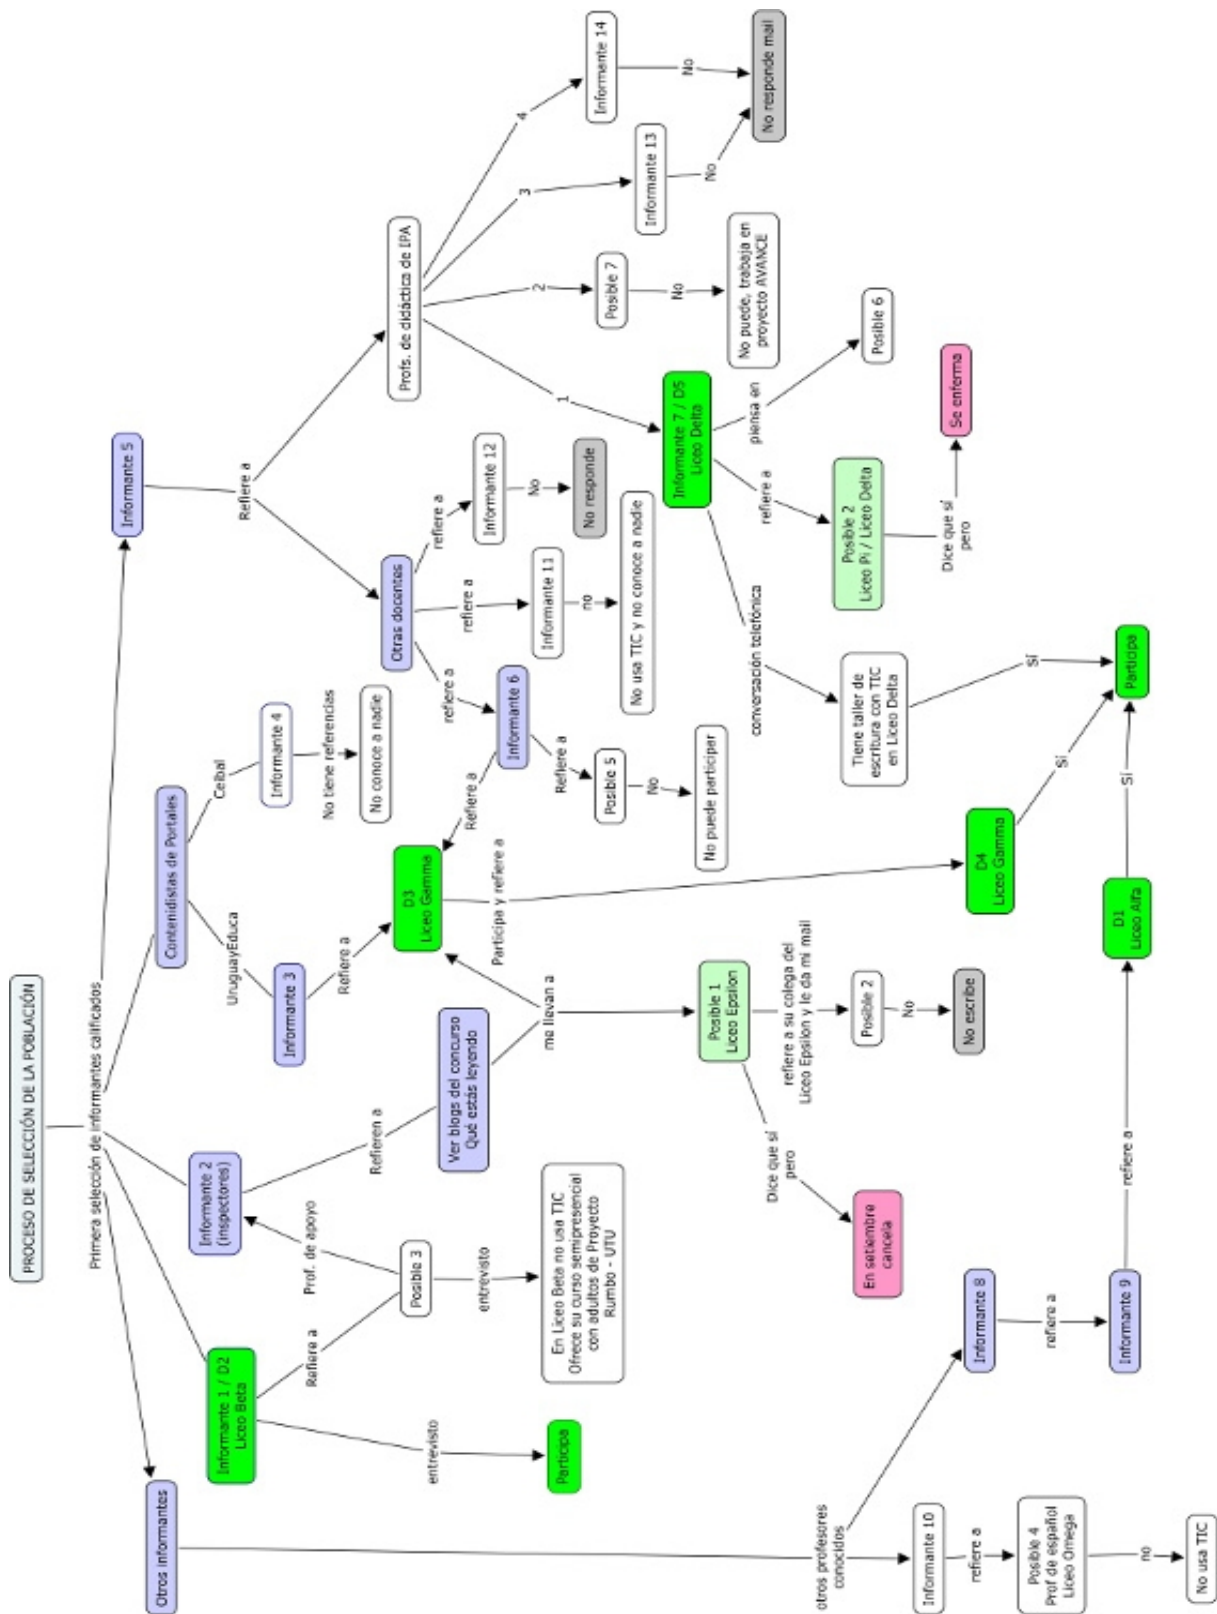 PROCESO DE SELECCIÓN DE LA POBLACIÓN
Primera selección de informantes calificados
Otros informantes
otros profesores
conocidos
Informante 10
refiere a
Posible 4
Prof de español
Liceo Omega
no
No usa TIC
Informante 8
refiere a
Informante 9
refiere a
D1
Liceo Alfa
Sí
Informante 1 / D2
Liceo Beta
entrevisto
Participa
Refiere a
Posible 3
Prof. de apoyo
entrevisto
En Liceo Beta no usa TIC
Ofrece su curso semipresencial
con adultos de Proyecto
Rumbo - UTU
Informante 2
(inspectores)
Refieren a
Ver blogs del concurso
Qué estás leyendo
me llevan a
Posible 1
Liceo Epsilon
Dice que sí
pero
En setiembre
cancela
refiere a su colega del
Liceo Epsilon y le da mi mail
Posible 2
No
No escribe
Contenidistas de Portales
UruguayEduca
Informante 3
Refiere a
D3
Liceo Gamma
Participa y refiere a
D4
Liceo Gamma
Sí
Ceibal
Informante 4
No tiene referencias
No conoce a nadie
Informante 5
Refiere a
Otras docentes
refiere a
Informante 6
Refiere a
Refiere a
Posible 5
No
No puede participar
refiere a
Informante 11
no
No usa TIC y no conoce a nadie
refiere a
Informante 12
No
No responde
Profs. de didáctica de IPA
1
Informante 7 / D5
Liceo Delta
conversación telefónica
Tiene taller de
escritura con TIC
en Liceo Delta
Sí
Participa
refiere a
Posible 2
Liceo Pi / Liceo Delta
Dice que sí
pero
Se enferma
piensa en
Posible 6
2
Posible 7
No
No puede, trabaja en
proyecto AVANCE
3
Informante 13
No
4
Informante 14
No
No responde mail